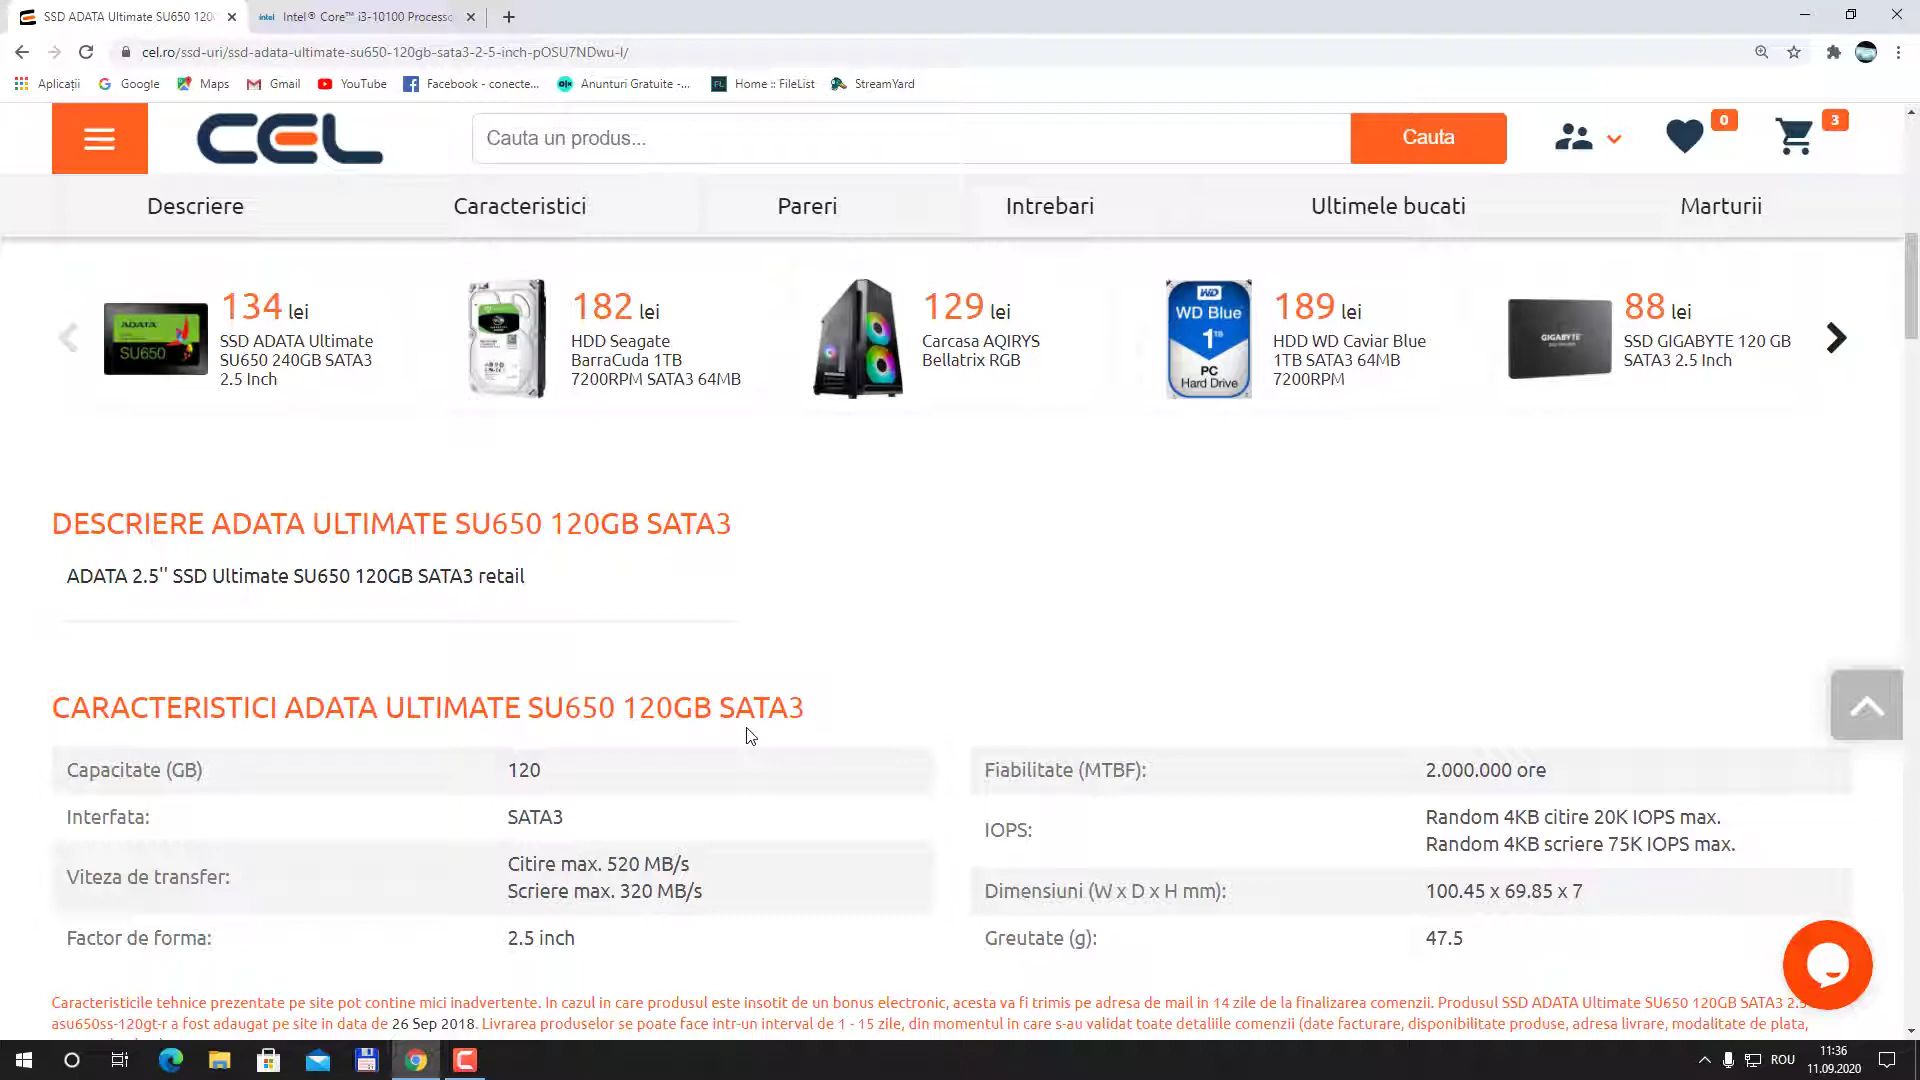 SSD ADATA Ultimate SU650 120
Intel® Core™ i3-10100 Processo
cel.ro/ssd-uri/ssd-adata-ultimate-su650-120gb-sata3-2-5-inch-pOSU7NDwu-l/
Aplicații
Google
Maps
Gmail
YouTube
Facebook - conecte...
Anunturi Gratuite -...
Home :: FileList
StreamYard
CEL
Cauta un produs...
Cauta
0
3
Descriere
Caracteristici
Pareri
Intrebari
Ultimele bucati
Marturii
ADATA
SU650
134 lei
SSD ADATA Ultimate
SU650 240GB SATA3
2.5 Inch
182 lei
HDD Seagate
BarraCuda 1TB
7200RPM SATA3 64MB
129 lei
Carcasa AQIRYS
Bellatrix RGB
WD
WD Blue
1TB
PC
Hard Drive
189 lei
HDD WD Caviar Blue
1TB SATA3 64MB
7200RPM
GIGABYTE
88 lei
SSD GIGABYTE 120 GB
SATA3 2.5 Inch
DESCRIERE ADATA ULTIMATE SU650 120GB SATA3
ADATA 2.5'' SSD Ultimate SU650 120GB SATA3 retail
CARACTERISTICI ADATA ULTIMATE SU650 120GB SATA3
Capacitate (GB) 120
Interfata: SATA3
Viteza de transfer: Citire max. 520 MB/s
Scriere max. 320 MB/s
Factor de forma: 2.5 inch
Fiabilitate (MTBF): 2.000.000 ore
IOPS: Random 4KB citire 20K IOPS max.
Random 4KB scriere 75K IOPS max.
Dimensiuni (W x D x H mm): 100.45 x 69.85 x 7
Greutate (g): 47.5
Caracteristicile tehnice prezentate pe site pot contine mici inadvertente. In cazul in care produsul este insotit de un bonus electronic, acesta va fi trimis pe adresa de mail in 14 zile de la finalizarea comenzii. Produsul SSD ADATA Ultimate SU650 120GB SATA3 2.5
asu650ss-120gt-r a fost adaugat pe site in data de 26 Sep 2018. Livrarea produselor se poate face intr-un interval de 1 - 15 zile, din momentul in care s-au validat toate detaliile comenzii (date facturare, disponibilitate produse, adresa livrare, modalitate de plata,
ROU
11:36
11.09.2020